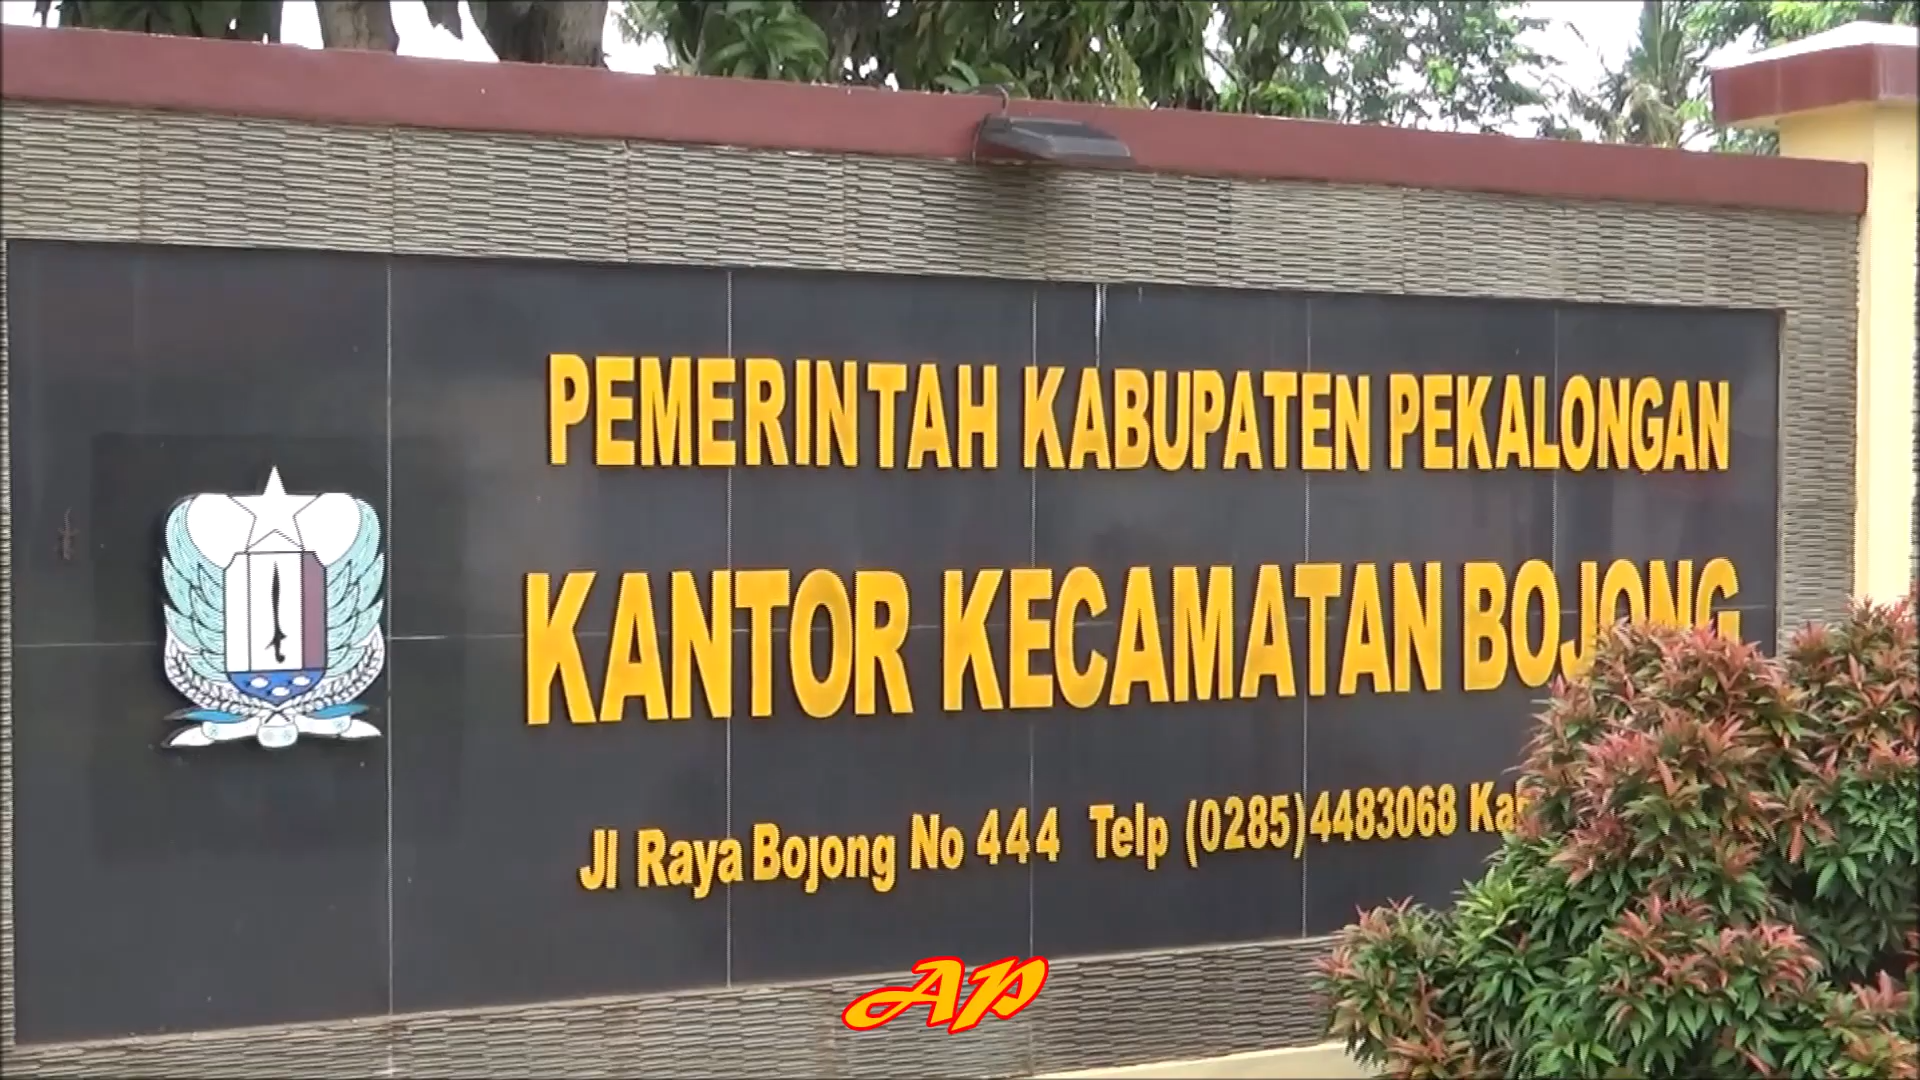 PEMERINTAH KABUPATEN PEKALONGAN
KANTOR KECAMATAN BOJONG
Jl Raya Bojong No 444 Telp (0285)4483068
AP